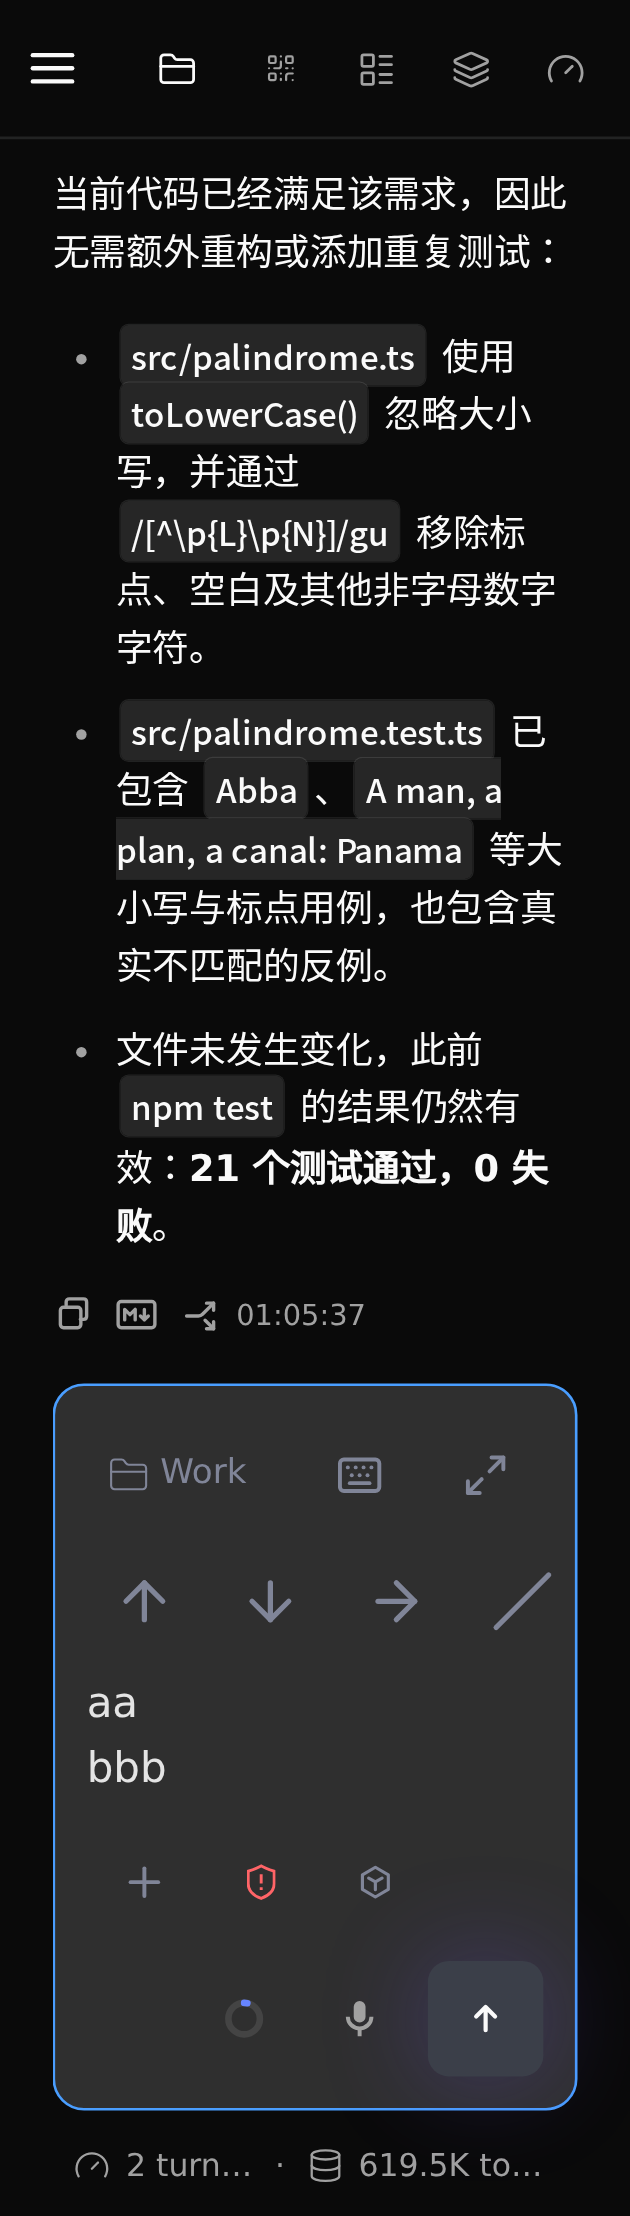 当前代码已经满足该需求，因此
无需额外重构或添加重复测试：
src/palindrome.ts 使用
toLowerCase() 忽略大小
写，并通过
/[^\p{L}\p{N}]/gu 移除标
点、空白及其他非字母数字
字符。
src/palindrome.test.ts 已
包含 Abba 、 A man, a
plan, a canal: Panama 等大
小写与标点用例，也包含真
实不匹配的反例。
文件未发生变化，此前
npm test 的结果仍然有
效：21 个测试通过，0 失
败。
01:05:37
Work
aa
bbb
2 turn... · 619.5K to...